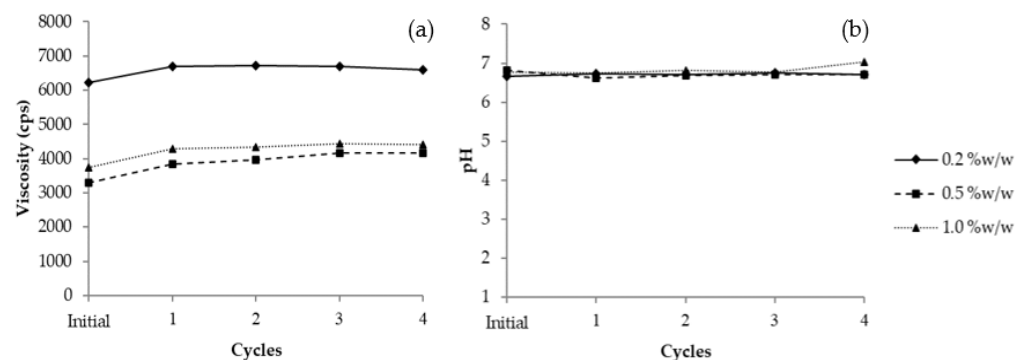 (a)
Viscosity (cps)
8000
7000
6000
5000
4000
3000
2000
1000
0
Initial 1 2 3 4
Cycles
(b)
pH
8
7
6
5
4
3
2
1
Initial 1 2 3 4
Cycles
0.2 %w/w
0.5 %w/w
1.0 %w/w